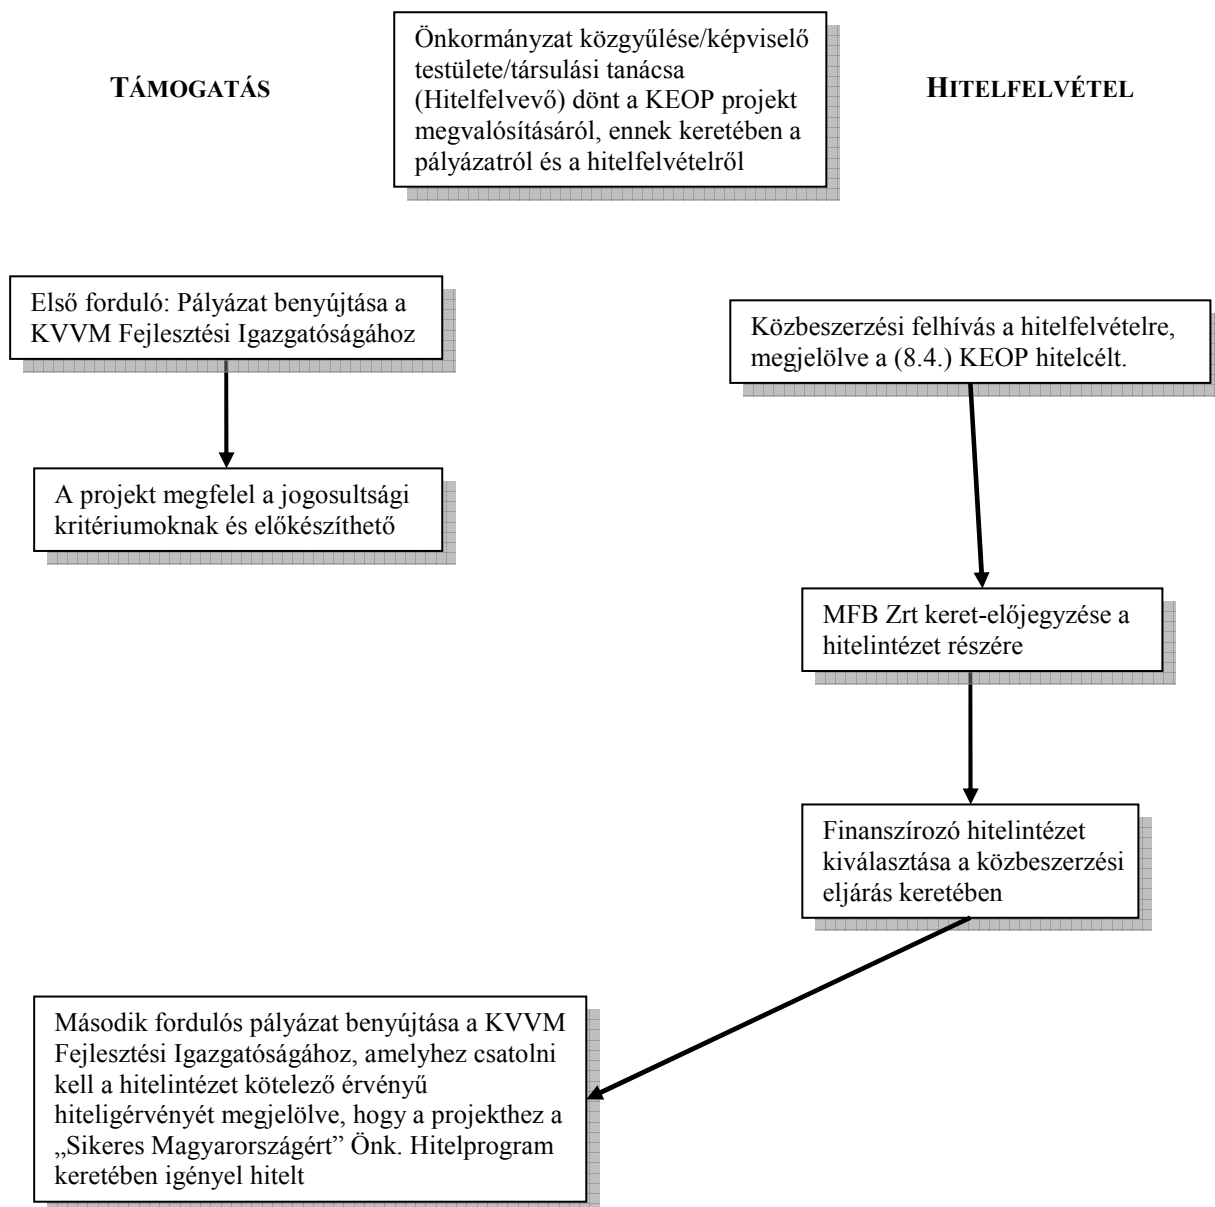 TÁMOGATÁS
Önkormányzat közgyűlése/képviselő
testülete/társulási tanácsa
(Hitelfelvevő) dönt a KEOP projekt
megvalósításáról, ennek keretében a
pályázatról és a hitelfelvételről
HITELFELVÉTEL
Első forduló: Pályázat benyújtása a
KVVM Fejlesztési Igazgatóságához
Közbeszerzési felhívás a hitelfelvételre,
megjelölve a (8.4.) KEOP hitelcélt.
A projekt megfelel a jogosultsági
kritériumoknak és előkészíthető
MFB Zrt keret-előjegyzése a
hitelintézet részére
Finanszírozó hitelintézet
kiválasztása a közbeszerzési
eljárás keretében
Második fordulós pályázat benyújtása a KVVM
Fejlesztési Igazgatóságához, amelyhez csatolni
kell a hitelintézet kötelező érvényű
hiteligérvényét megjelölve, hogy a projekthez a
„Sikeres Magyarországért” Önk. Hitelprogram
keretében igényel hitelt